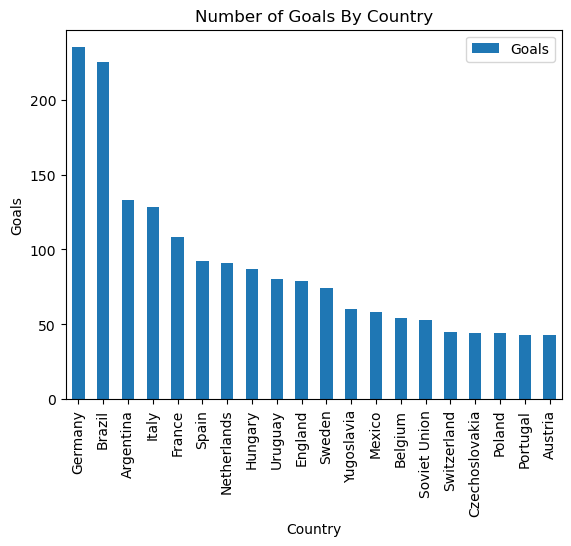 Number of Goals By Country
Goals
200
150
100
50
0
Goals
Germany
Brazil
Argentina
Italy
France
Spain
Netherlands
Hungary
Uruguay
England
Sweden
Yugoslavia
Mexico
Belgium
Soviet Union
Switzerland
Czechoslovakia
Poland
Portugal
Austria
Country